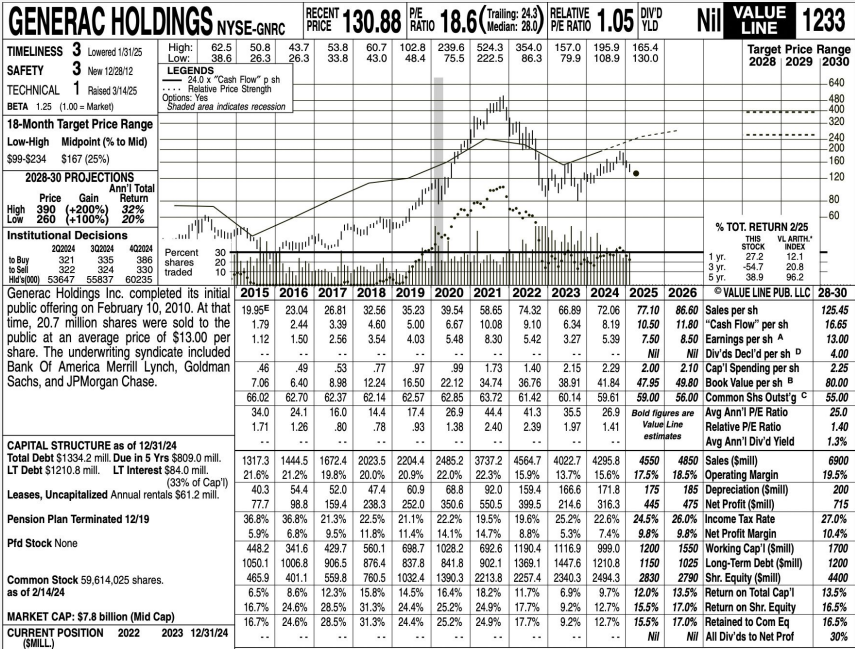 GENERAC HOLDINGS NYSE-GNRC RECENT PRICE 130.88 P/E RATIO 18.6 (Trailing: 24.3 Median: 28.0) RELATIVE P/E RATIO 1.05 DIV'D YLD Nil VALUE LINE 1233
TIMELINESS 3 Lowered 1/31/25
SAFETY 3 New 12/28/12
TECHNICAL 1 Raised 3/14/25
BETA 1.25 (1.00 = Market)
High: 62.5 50.8 43.7 53.8 60.7 102.8 239.6 524.3 354.0 157.0 195.9 165.4
Low: 38.6 26.3 26.3 33.8 43.0 48.4 75.5 222.5 86.3 79.9 108.9 130.0
Target Price Range
2028 2029 2030
LEGENDS
24.0 x "Cash Flow" p sh
Relative Price Strength
Options: Yes
Shaded area indicates recession
640
480
400
320
240
200
160
120
80
60
18-Month Target Price Range
Low-High Midpoint (% to Mid)
$99-$234 $167 (25%)
2028-30 PROJECTIONS
Ann'l Total
Price Gain Return
High 390 (+200%) 32%
Low 260 (+100%) 20%
Institutional Decisions
2Q2024 3Q2024 4Q2024
to Buy 321 335 386
to Sell 322 324 330
Hld's(000) 53647 55837 60235
Percent shares traded
30
20
10
% TOT. RETURN 2/25
THIS STOCK VL ARITH.* INDEX
1 yr. 27.2 12.1
3 yr. -54.7 20.8
5 yr. 38.9 96.2
Generac Holdings Inc. completed its initial
public offering on February 10, 2010. At that
time, 20.7 million shares were sold to the
public at an average price of $13.00 per
share. The underwriting syndicate included
Bank Of America Merrill Lynch, Goldman
Sachs, and JPMorgan Chase.
CAPITAL STRUCTURE as of 12/31/24
Total Debt $1334.2 mill. Due in 5 Yrs $809.0 mill.
LT Debt $1210.8 mill. LT Interest $84.0 mill.
(33% of Cap'l)
Leases, Uncapitalized Annual rentals $61.2 mill.
Pension Plan Terminated 12/19
Pfd Stock None
Common Stock 59,614,025 shares.
as of 2/14/24
MARKET CAP: $7.8 billion (Mid Cap)
CURRENT POSITION 2022 2023 12/31/24
($MILL.)
2015 2016 2017 2018 2019 2020 2021 2022 2023 2024 2025 2026 © VALUE LINE PUB. LLC 28-30
19.95E 23.04 26.81 32.56 35.23 39.54 58.65 74.32 66.89 72.06 77.10 86.60 Sales per sh 125.45
1.79 2.44 3.39 4.60 5.00 6.67 10.08 9.10 6.34 8.19 10.50 11.80 "Cash Flow" per sh 16.65
1.12 1.50 2.56 3.54 4.03 5.48 8.30 5.42 3.27 5.39 7.50 8.50 Earnings per sh A 13.00
-- -- -- -- -- -- -- -- -- -- Nil Nil Div'ds Decl'd per sh D 4.00
.46 .49 .53 .77 .97 .99 1.73 1.40 2.15 2.29 2.00 2.10 Cap'l Spending per sh 2.25
7.06 6.40 8.98 12.24 16.50 22.12 34.74 36.76 38.91 41.84 47.95 49.80 Book Value per sh B 80.00
66.02 62.70 62.37 62.14 62.57 62.85 63.72 61.42 60.14 59.61 59.00 56.00 Common Shs Outst'g C 55.00
34.0 24.1 16.0 14.4 17.4 26.9 44.4 41.3 35.5 26.9 Bold figures are Avg Ann'l P/E Ratio 25.0
1.71 1.26 .80 .78 .93 1.38 2.40 2.39 1.97 1.41 Value Line Relative P/E Ratio 1.40
-- -- -- -- -- -- -- -- -- -- estimates Avg Ann'l Div'd Yield 1.3%
1317.3 1444.5 1672.4 2023.5 2204.4 2485.2 3737.2 4564.7 4022.7 4295.8 4550 4850 Sales ($mill) 6900
21.6% 21.2% 19.8% 20.0% 20.9% 22.0% 22.3% 15.9% 13.7% 15.6% 17.5% 18.5% Operating Margin 19.5%
40.3 54.4 52.0 47.4 60.9 68.8 92.0 159.4 166.6 171.8 175 185 Depreciation ($mill) 200
77.7 98.8 159.4 238.3 252.0 350.6 550.5 399.5 214.6 316.3 445 475 Net Profit ($mill) 715
36.8% 36.8% 21.3% 22.5% 21.1% 22.2% 19.5% 19.6% 25.2% 22.6% 24.5% 26.0% Income Tax Rate 27.0%
5.9% 6.8% 9.5% 11.8% 11.4% 14.1% 14.7% 8.8% 5.3% 7.4% 9.8% 9.8% Net Profit Margin 10.4%
448.2 341.6 429.7 560.1 698.7 1028.2 692.6 1190.4 1116.9 999.0 1200 1550 Working Cap'l ($mill) 1700
1050.1 1006.8 906.5 876.4 837.8 841.8 902.1 1369.1 1447.6 1210.8 1150 1025 Long-Term Debt ($mill) 1200
465.9 401.1 559.8 760.5 1032.4 1390.3 2213.8 2257.4 2340.3 2494.3 2830 2790 Shr. Equity ($mill) 4400
6.5% 8.6% 12.3% 15.8% 14.5% 16.4% 18.2% 11.7% 6.9% 9.7% 12.0% 13.5% Return on Total Cap'l 13.5%
16.7% 24.6% 28.5% 31.3% 24.4% 25.2% 24.9% 17.7% 9.2% 12.7% 15.5% 17.0% Return on Shr. Equity 16.5%
16.7% 24.6% 28.5% 31.3% 24.4% 25.2% 24.9% 17.7% 9.2% 12.7% 15.5% 17.0% Retained to Com Eq 16.5%
-- -- -- -- -- -- -- -- -- -- Nil Nil All Div'ds to Net Prof 30%